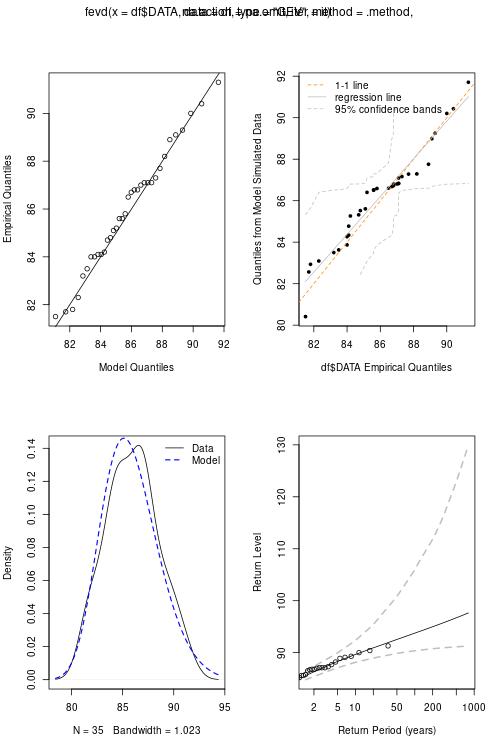 fevd(x = df$DATA, data = df, type = "GEV", method = .method,
Empirical Quantiles
82 84 86 88 90
82 84 86 88 90 92
Model Quantiles
Quantiles from Model Simulated Data
80 82 84 86 88 90 92
1-1 line
regression line
95% confidence bands
82 84 86 88 90
df$DATA Empirical Quantiles
Density
0.00 0.02 0.04 0.06 0.08 0.10 0.12 0.14
Data
Model
80 85 90 95
N = 35 Bandwidth = 1.023
Return Level
90 100 110 120 130
2 5 10 50 200 1000
Return Period (years)